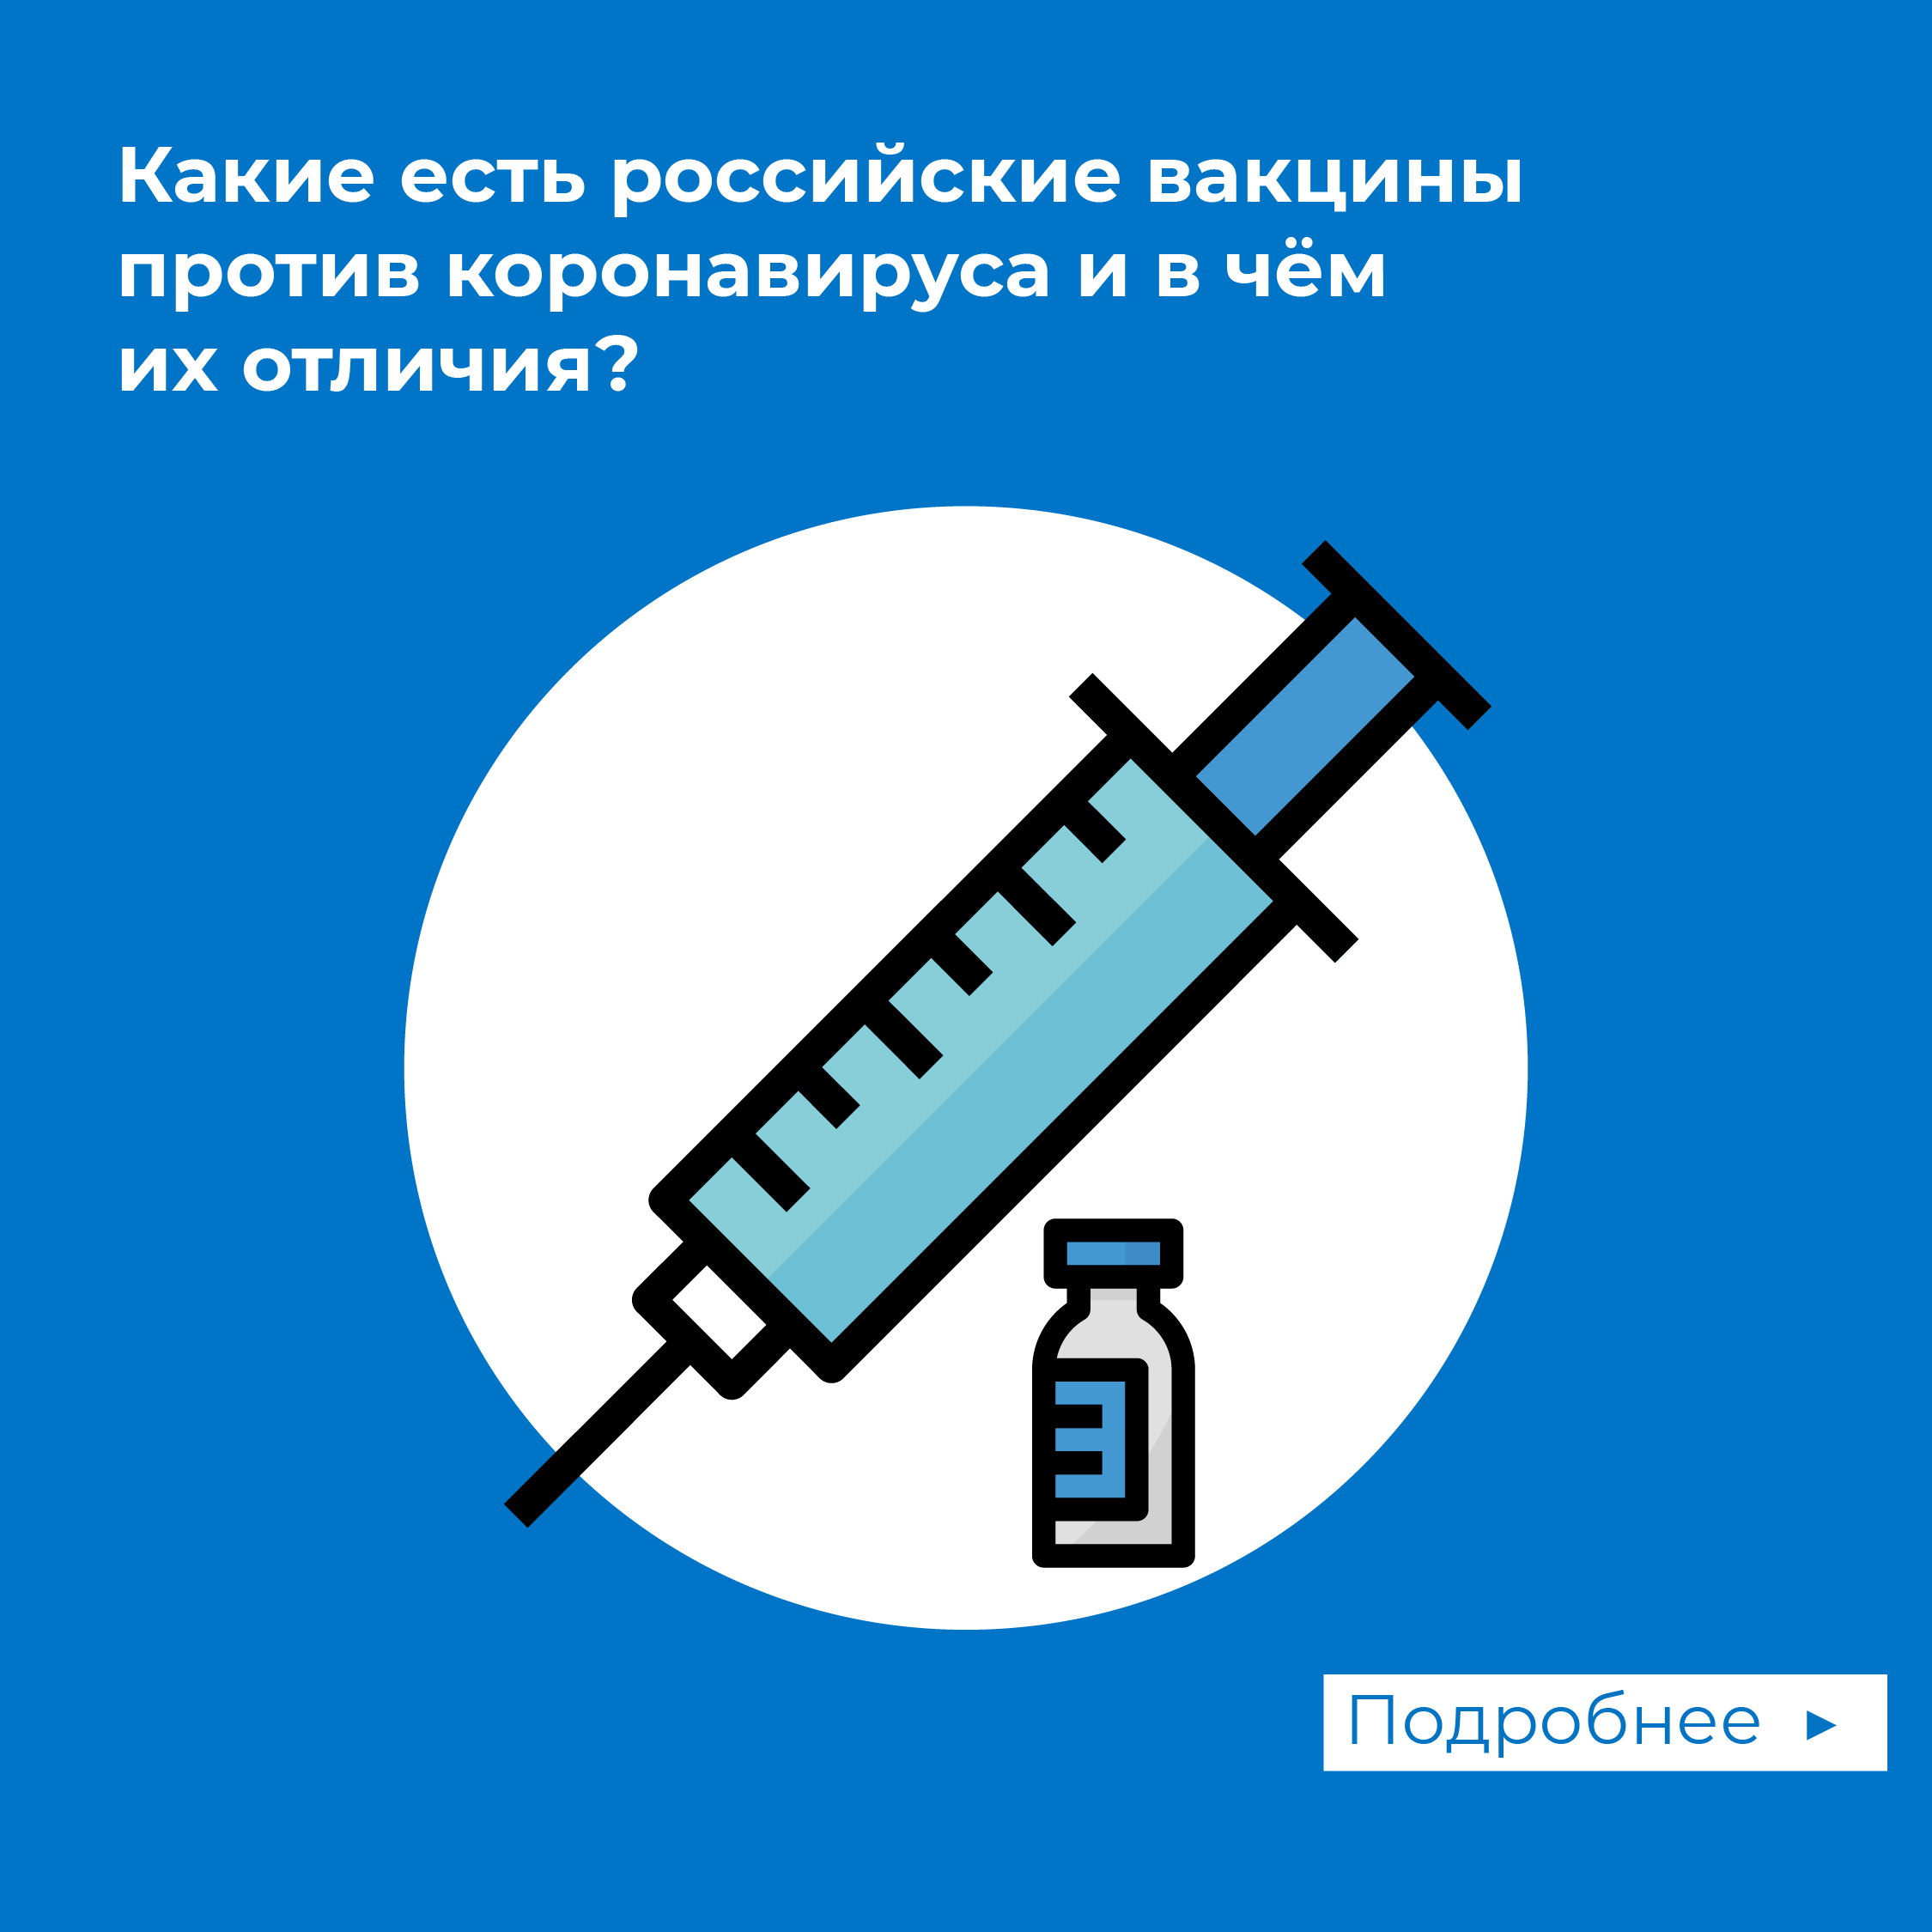 Какие есть российские вакцины
против коронавируса и в чём
их отличия?
Подробнее ▶